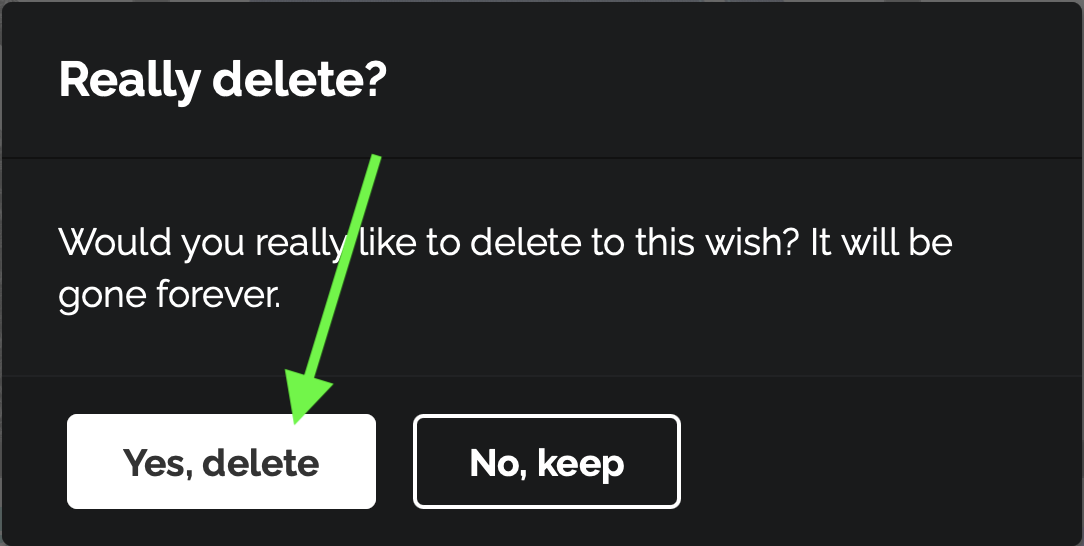 Really delete?
Would you really like to delete to this wish? It will be
gone forever.
Yes, delete
No, keep